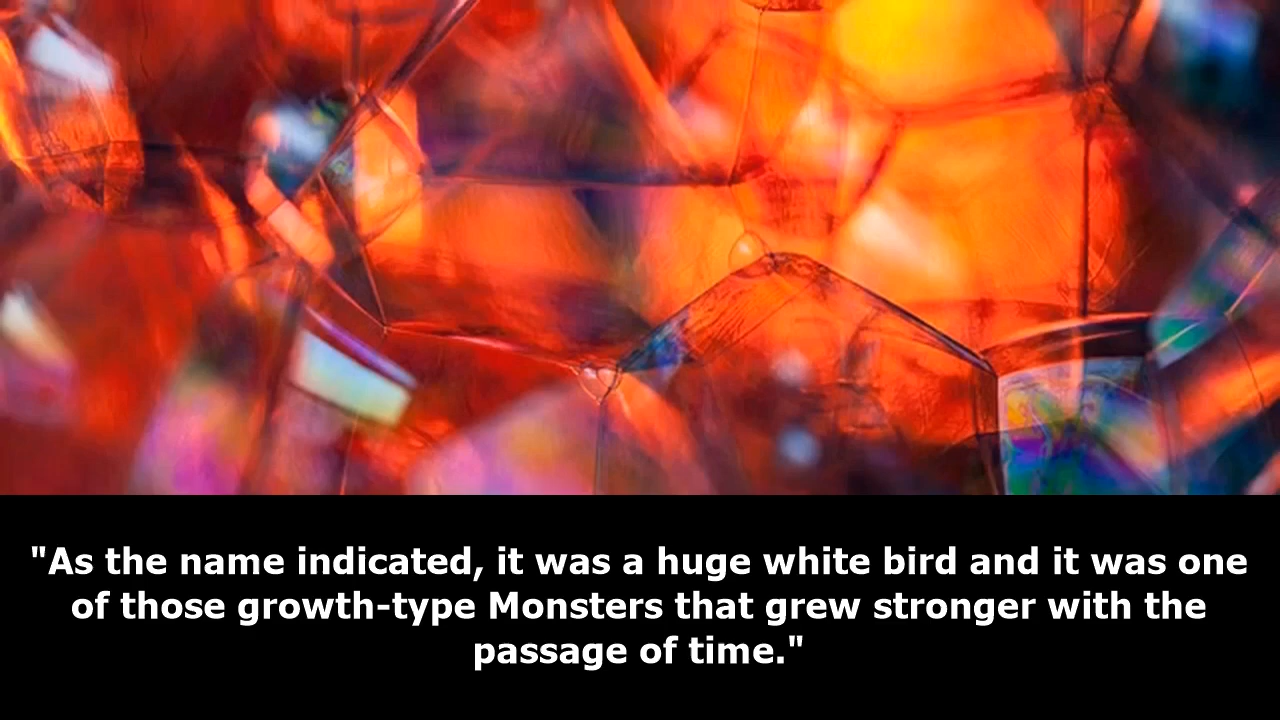 "As the name indicated, it was a huge white bird and it was one
of those growth-type Monsters that grew stronger with the
passage of time."